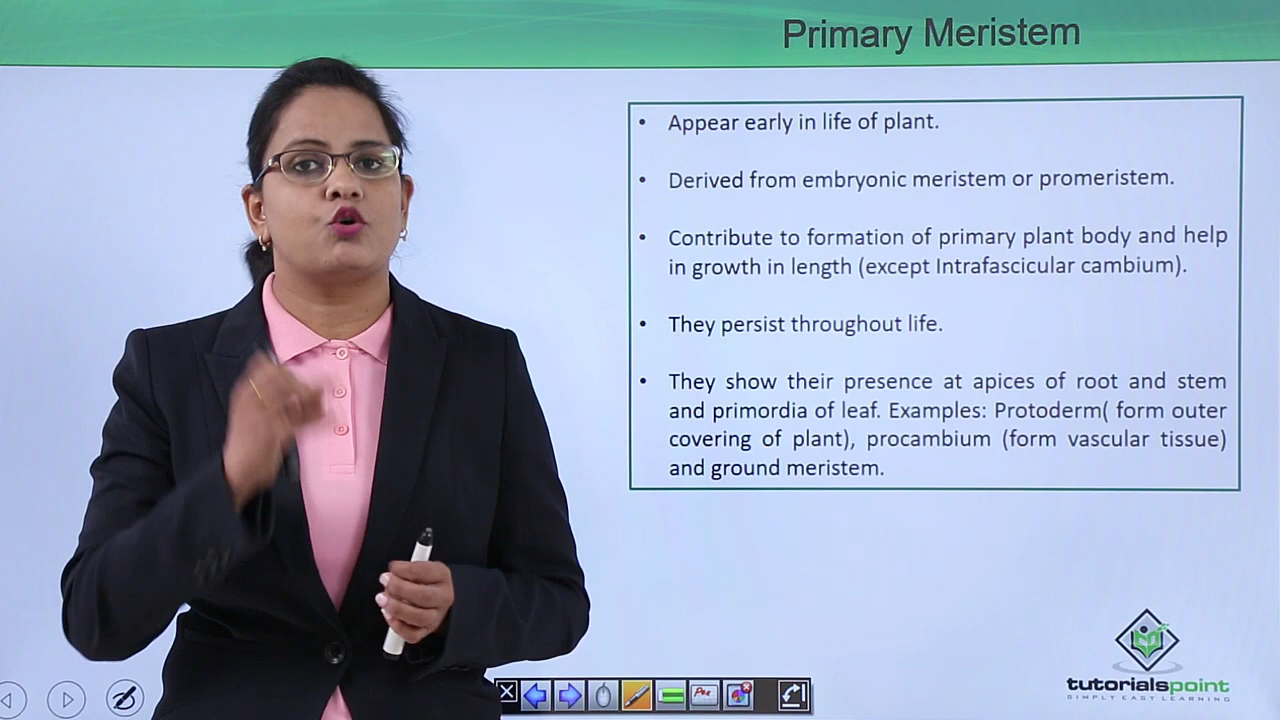 Primary Meristem
• Appear early in life of plant.
• Derived from embryonic meristem or promeristem.
• Contribute to formation of primary plant body and help
in growth in length (except Intrafascicular cambium).
• They persist throughout life.
• They show their presence at apices of root and stem
and primordia of leaf. Examples: Protoderm( form outer
covering of plant), procambium (form vascular tissue)
and ground meristem.
tutorialspoint
SIMPLY EASY LEARNING